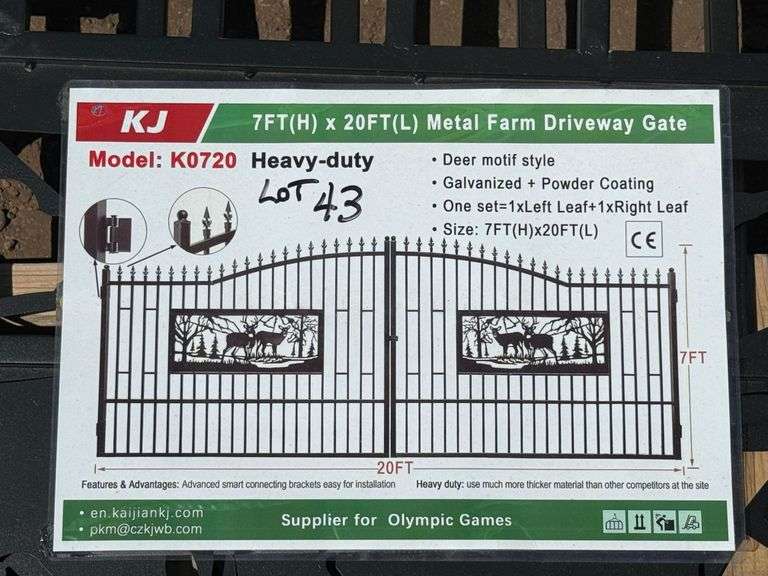 KJ
7FT(H) x 20FT(L) Metal Farm Driveway Gate
Model: K0720 Heavy-duty
LOT 43
• Deer motif style
• Galvanized + Powder Coating
• One set=1xLeft Leaf+1xRight Leaf
• Size: 7FT(H)x20FT(L)
CE
7FT
20FT
Features & Advantages: Advanced smart connecting brackets easy for installation
Heavy duty: use much more thicker material than other competitors at the site
• en.kaijiankj.com
• pkm@czkjwb.com
Supplier for Olympic Games